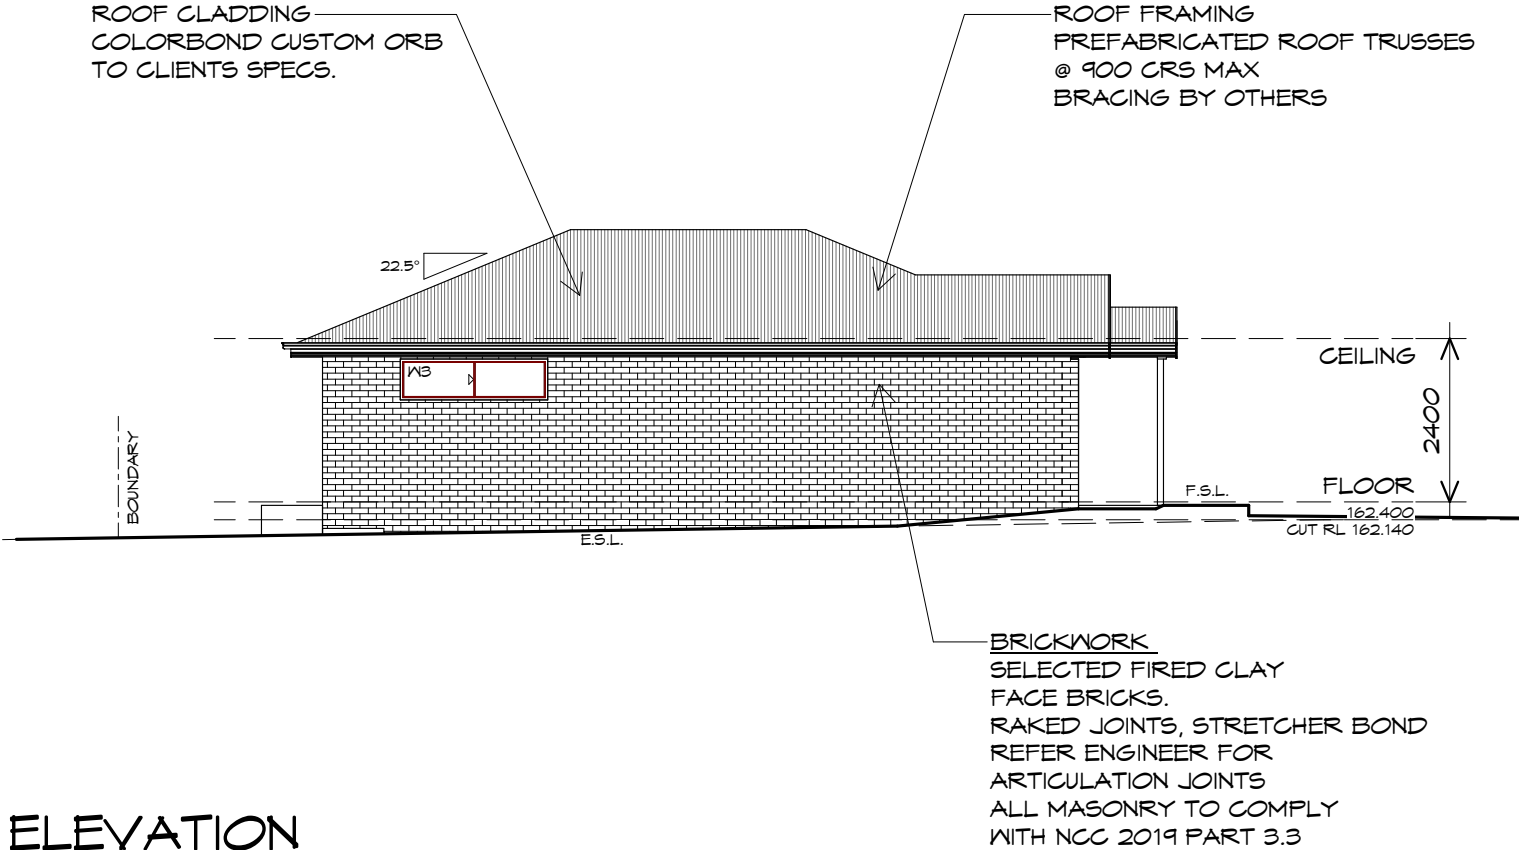 ROOF CLADDING
COLORBOND CUSTOM ORB
TO CLIENTS SPECS.
ROOF FRAMING
PREFABRICATED ROOF TRUSSES
@ 900 CRS MAX
BRACING BY OTHERS
22.5°
CEILING
W3
2400
BOUNDARY
FLOOR
F.S.L.
162.400
CUT RL 162.140
E.S.L.
BRICKWORK
SELECTED FIRED CLAY
FACE BRICKS.
RAKED JOINTS, STRETCHER BOND
REFER ENGINEER FOR
ARTICULATION JOINTS
ALL MASONRY TO COMPLY
WITH NCC 2019 PART 3.3
ELEVATION